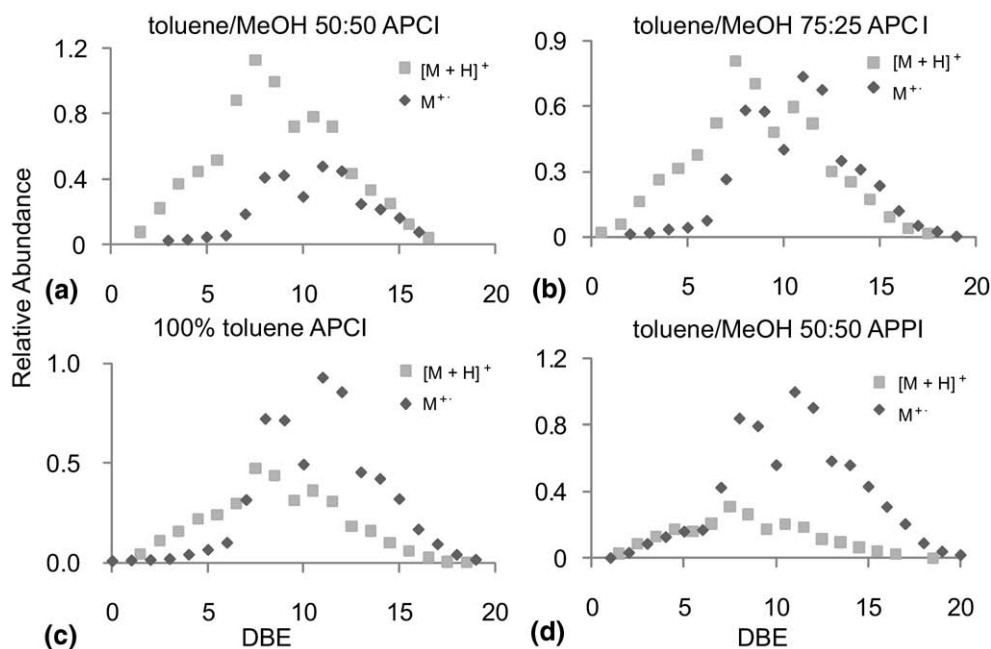 toluene/MeOH 50:50 APCI
1.2
0.8
0.4
0
[M + H]+
M+·
0 5 10 15 20
(a)
toluene/MeOH 75:25 APCI
0.9
0.6
0.3
0
[M + H]+
M+·
0 5 10 15 20
(b)
Relative Abundance
100% toluene APCI
1.0
0.5
0.0
[M + H]+
M+·
0 5 10 15 20
(c)
DBE
toluene/MeOH 50:50 APPI
1.2
0.8
0.4
0
[M + H]+
M+·
0 5 10 15 20
(d)
DBE